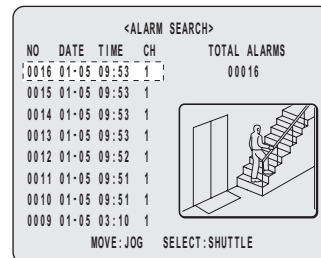 <ALARM SEARCH>
NO DATE TIME CH TOTAL ALARMS
0016 01-05 09:53 1 00016
0015 01-05 09:53 1
0014 01-05 09:53 1
0013 01-05 09:53 1
0012 01-05 09:52 1
0011 01-05 09:51 1
0010 01-05 09:51 1
0009 01-05 03:10 1
MOVE:JOG SELECT:SHUTTLE